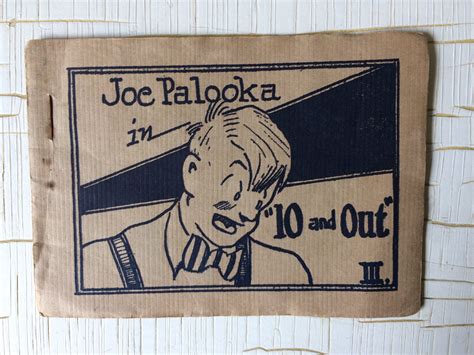 Joe Palooka
in
"10 and Out"
III.